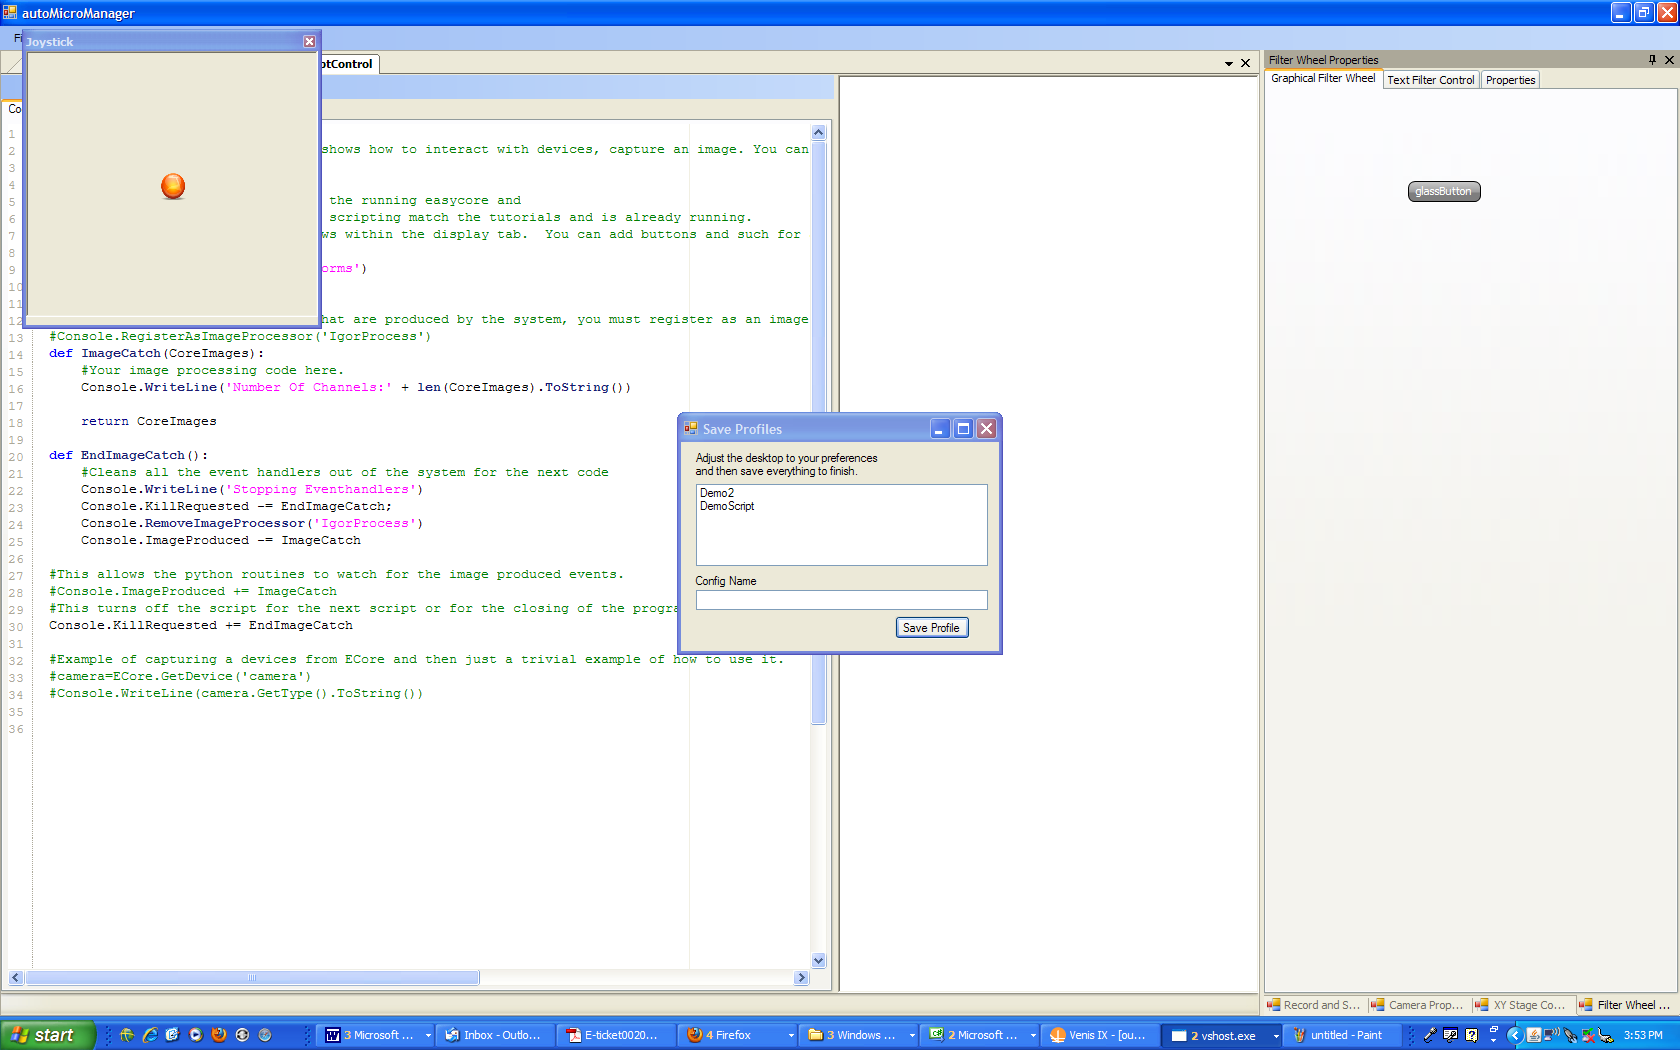 autoMicroManager
Fi
Joystick
ptControl
Co
1
2 shows how to interact with devices, capture an image. You can
3
4
5 the running easycore and
6 scripting match the tutorials and is already running.
7 ws within the display tab.  You can add buttons and such for
8
9 orms')
10
11
12 hat are produced by the system, you must register as an image
13 #Console.RegisterAsImageProcessor('IgorProcess')
14 def ImageCatch(CoreImages):
15 #Your image processing code here.
16 Console.WriteLine('Number Of Channels:' + len(CoreImages).ToString())
17
18 return CoreImages
19
20 def EndImageCatch():
21 #Cleans all the event handlers out of the system for the next code
22 Console.WriteLine('Stopping Eventhandlers')
23 Console.KillRequested -= EndImageCatch;
24 Console.RemoveImageProcessor('IgorProcess')
25 Console.ImageProduced -= ImageCatch
26
27 #This allows the python routines to watch for the image produced events.
28 #Console.ImageProduced += ImageCatch
29 #This turns off the script for the next script or for the closing of the progra
30 Console.KillRequested += EndImageCatch
31
32 #Example of capturing a devices from ECore and then just a trivial example of how to use it.
33 #camera=ECore.GetDevice('camera')
34 #Console.WriteLine(camera.GetType().ToString())
35
36
Save Profiles
Adjust the desktop to your preferences
and then save everything to finish.
Demo2
DemoScript
Config Name
Save Profile
Filter Wheel Properties
Graphical Filter Wheel Text Filter Control Properties
glassButton
Record and S... Camera Prop... XY Stage Co... Filter Wheel ...
start 3 Microsoft ... Inbox - Outlo... E-ticket0020... 4 Firefox 3 Windows ... 2 Microsoft ... Venis IX - [ou... 2 vshost.exe untitled - Paint 3:53 PM